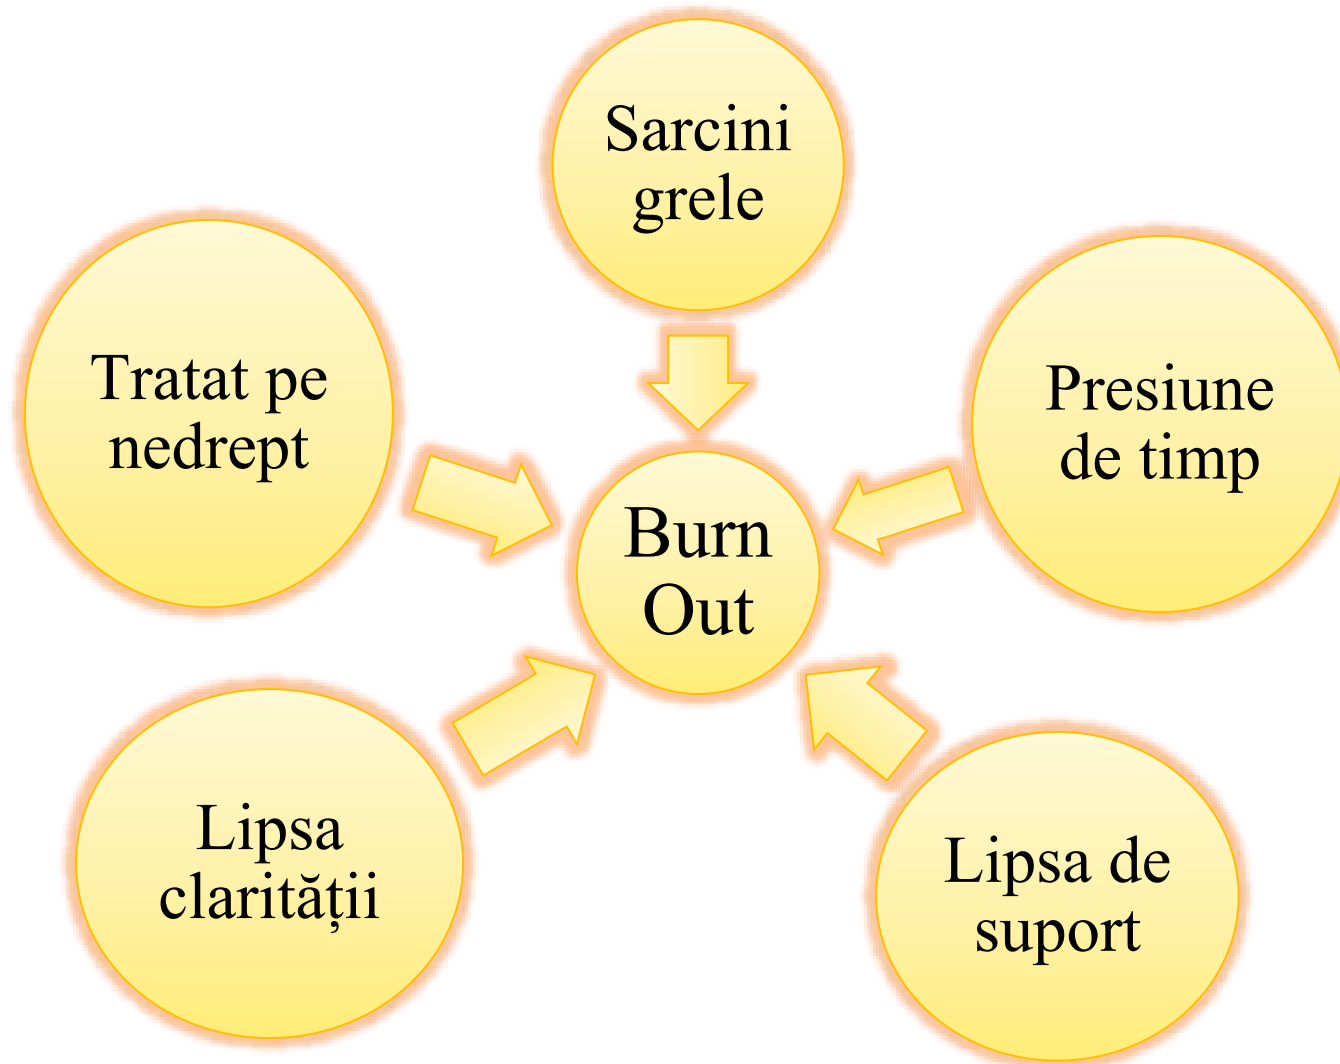 Sarcini
grele
Tratat pe
nedrept
Presiune
de timp
Burn
Out
Lipsa
clarității
Lipsa de
suport